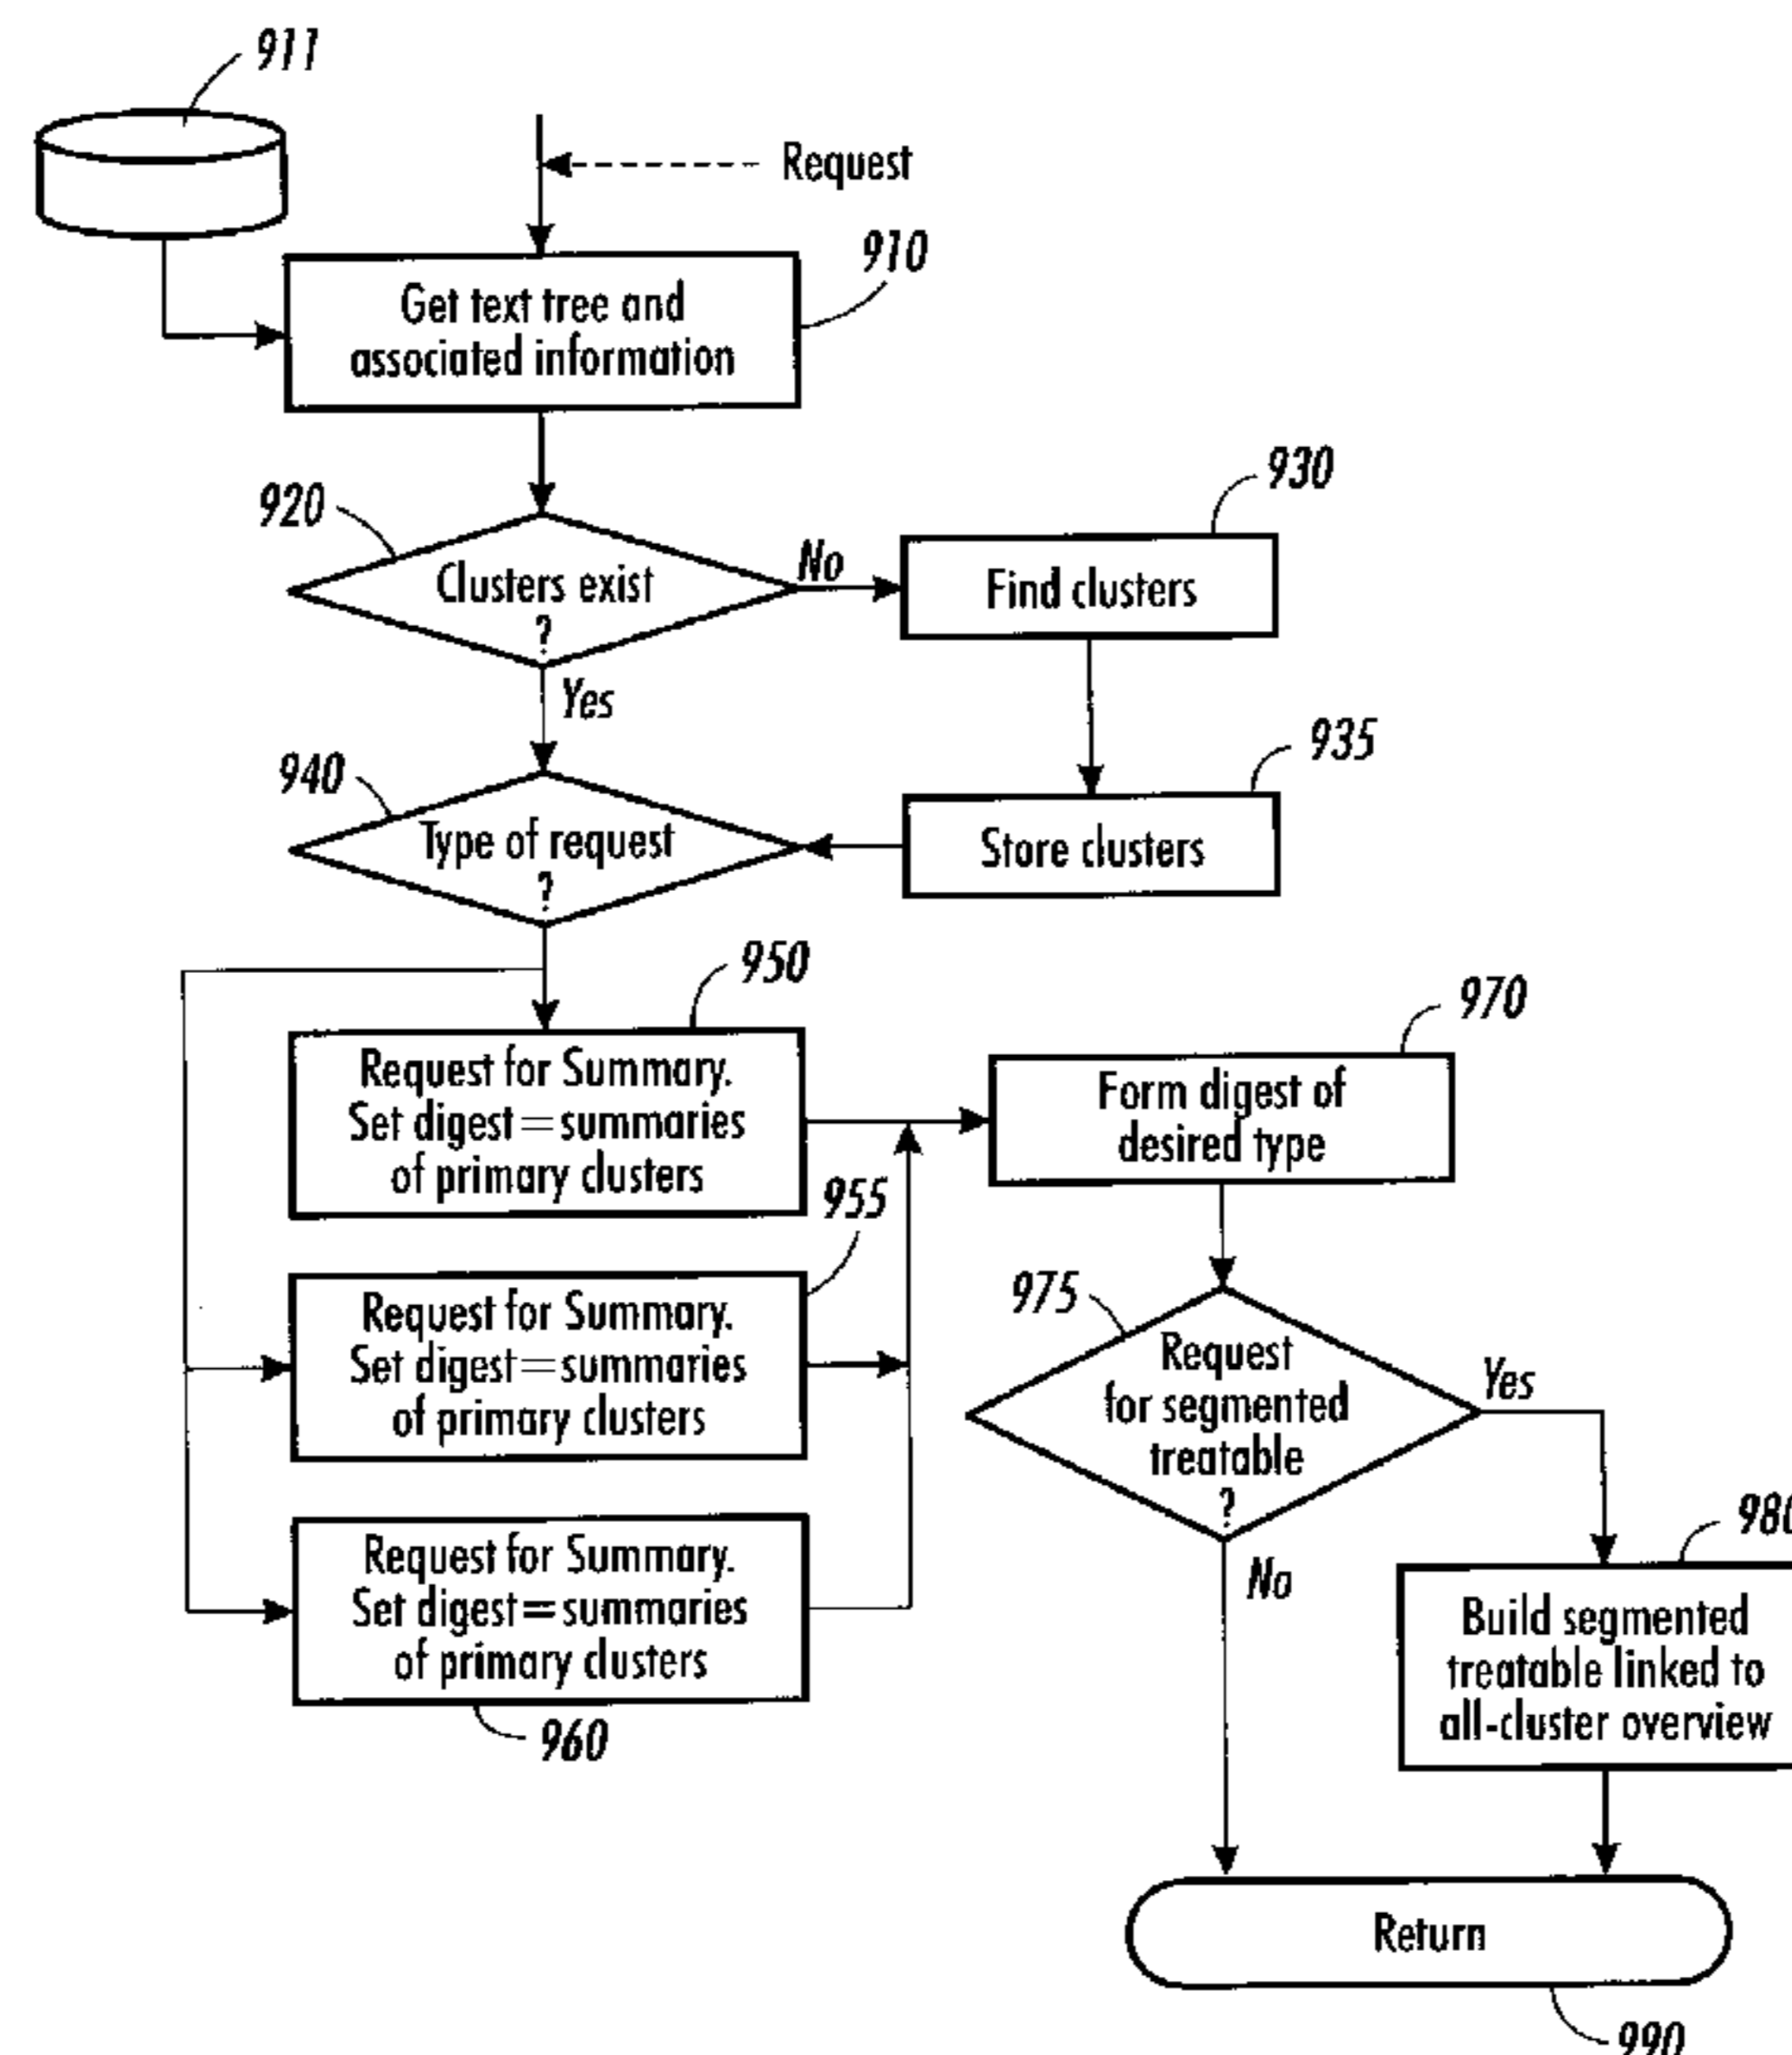 911
Request
910
Get text tree and
associated information
930
920
No
Clusters exist
?
Find clusters
Yes
935
940
Type of request
?
Store clusters
950
970
Request for Summary.
Set digest=summaries
of primary clusters
Form digest of
desired type
955
975
Request for Summary.
Set digest=summaries
of primary clusters
Request
for segmented
treatable
?
Yes
980
No
Request for Summary.
Set digest=summaries
of primary clusters
960
Build segmented
treatable linked to
all-cluster overview
Return
990